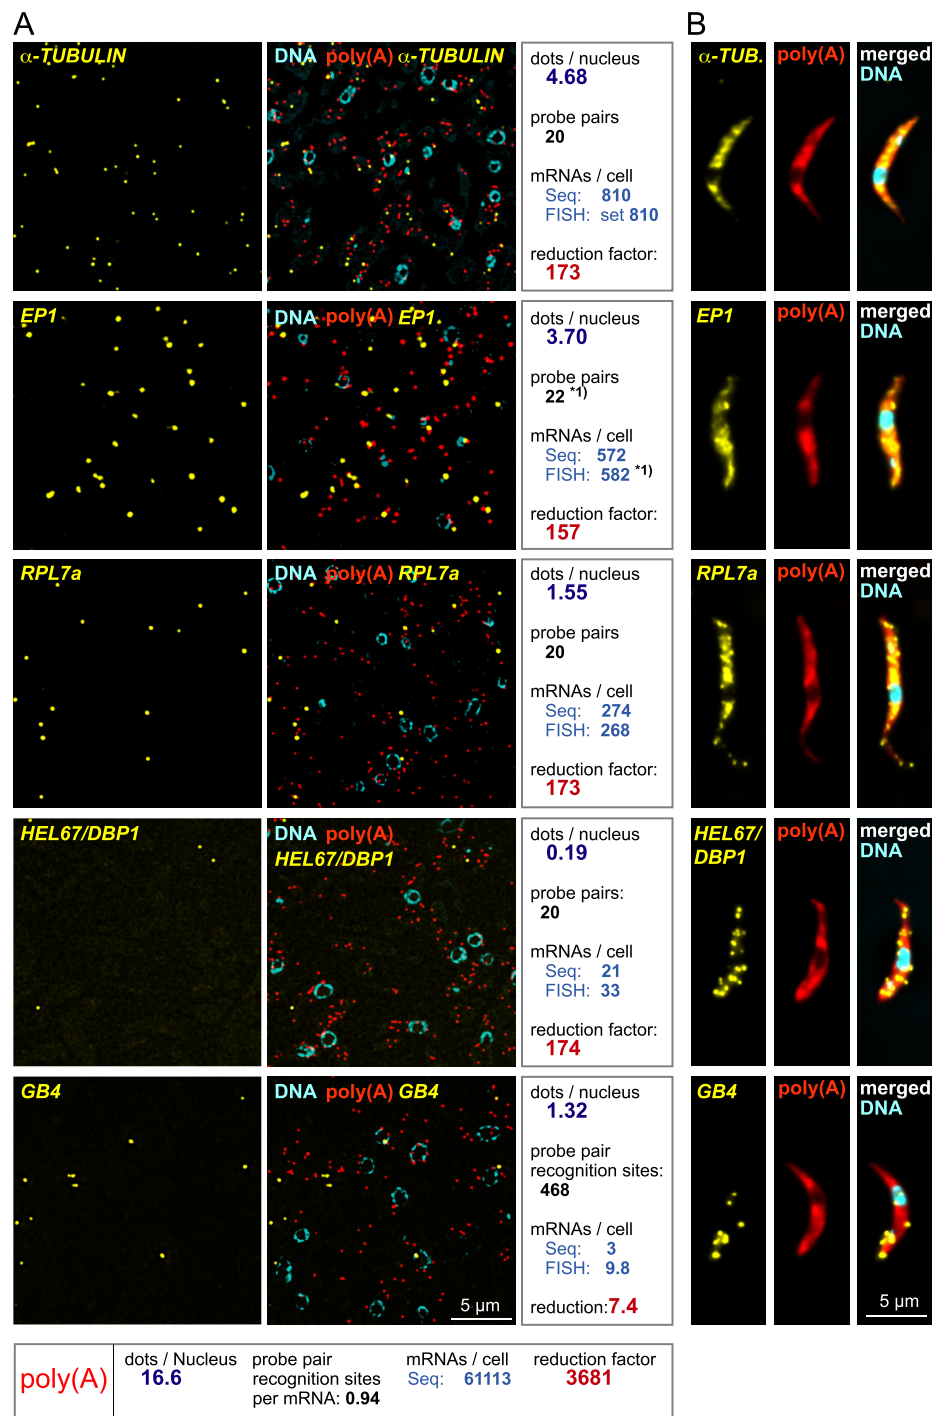 A
α-TUBULIN
DNA poly(A) α-TUBULIN
dots / nucleus
4.68
probe pairs
20
mRNAs / cell
Seq: 810
FISH: set 810
reduction factor:
173
EP1
DNA poly(A) EP1
dots / nucleus
3.70
probe pairs
22 *1)
mRNAs / cell
Seq: 572
FISH: 582 *1)
reduction factor:
157
RPL7a
DNA poly(A) RPL7a
dots / nucleus
1.55
probe pairs
20
mRNAs / cell
Seq: 274
FISH: 268
reduction factor:
173
HEL67/DBP1
DNA poly(A)
HEL67/DBP1
dots / nucleus
0.19
probe pairs:
20
mRNAs / cell
Seq: 21
FISH: 33
reduction factor:
174
GB4
DNA poly(A) GB4
5 µm
dots / nucleus
1.32
probe pair
recognition sites:
468
mRNAs / cell
Seq: 3
FISH: 9.8
reduction: 7.4
poly(A)
dots / Nucleus
16.6
probe pair
recognition sites
per mRNA: 0.94
mRNAs / cell
Seq: 61113
reduction factor
3681
B
α-TUB.
poly(A)
merged
DNA
EP1
poly(A)
merged
DNA
RPL7a
poly(A)
merged
DNA
HEL67/
DBP1
poly(A)
merged
DNA
GB4
poly(A)
merged
DNA
5 µm